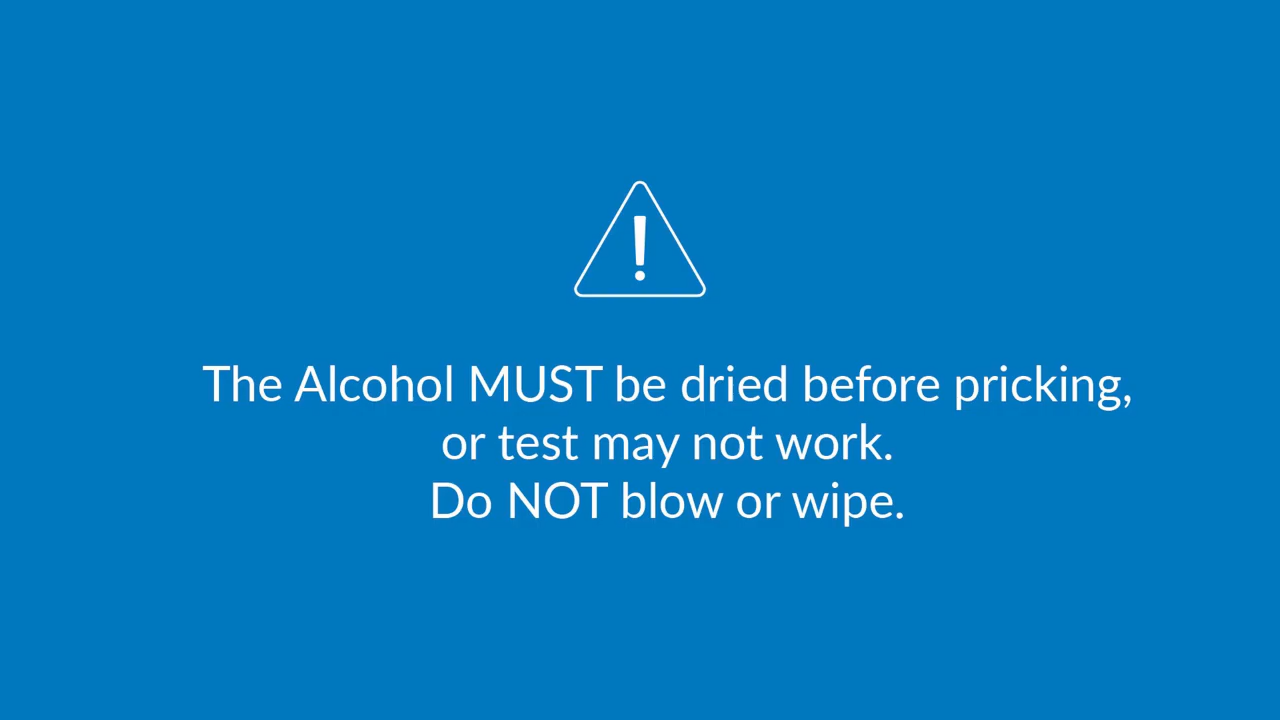 The Alcohol MUST be dried before pricking,
or test may not work.
Do NOT blow or wipe.